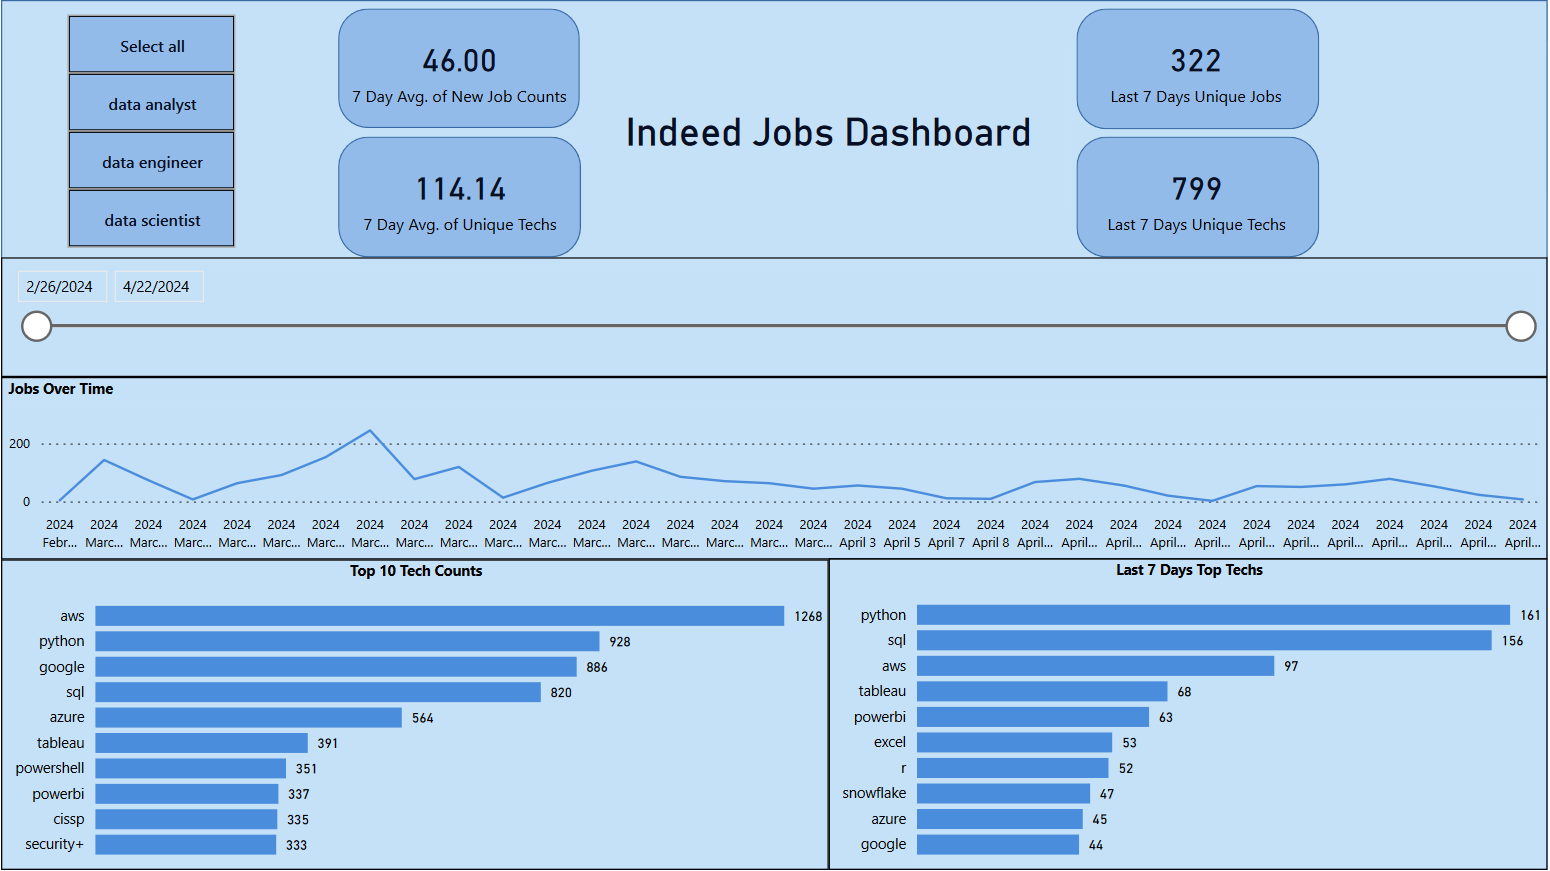 Select all
data analyst
data engineer
data scientist
46.00
7 Day Avg. of New Job Counts
114.14
7 Day Avg. of Unique Techs
Indeed Jobs Dashboard
322
Last 7 Days Unique Jobs
799
Last 7 Days Unique Techs
2/26/2024 4/22/2024
Jobs Over Time
200
0
2024 2024 2024 2024 2024 2024 2024 2024 2024 2024 2024 2024 2024 2024 2024 2024 2024 2024 2024 2024 2024 2024 2024 2024 2024 2024 2024 2024 2024 2024 2024 2024 2024 2024
Febr... Marc... Marc... Marc... Marc... Marc... Marc... Marc... Marc... Marc... Marc... Marc... Marc... Marc... Marc... Marc... Marc... Marc... April 3 April 5 April 7 April 8 April... April... April... April... April... April... April... April... April... April... April... April...
Top 10 Tech Counts
aws 1268
python 928
google 886
sql 820
azure 564
tableau 391
powershell 351
powerbi 337
cissp 335
security+ 333
Last 7 Days Top Techs
python 161
sql 156
aws 97
tableau 68
powerbi 63
excel 53
r 52
snowflake 47
azure 45
google 44